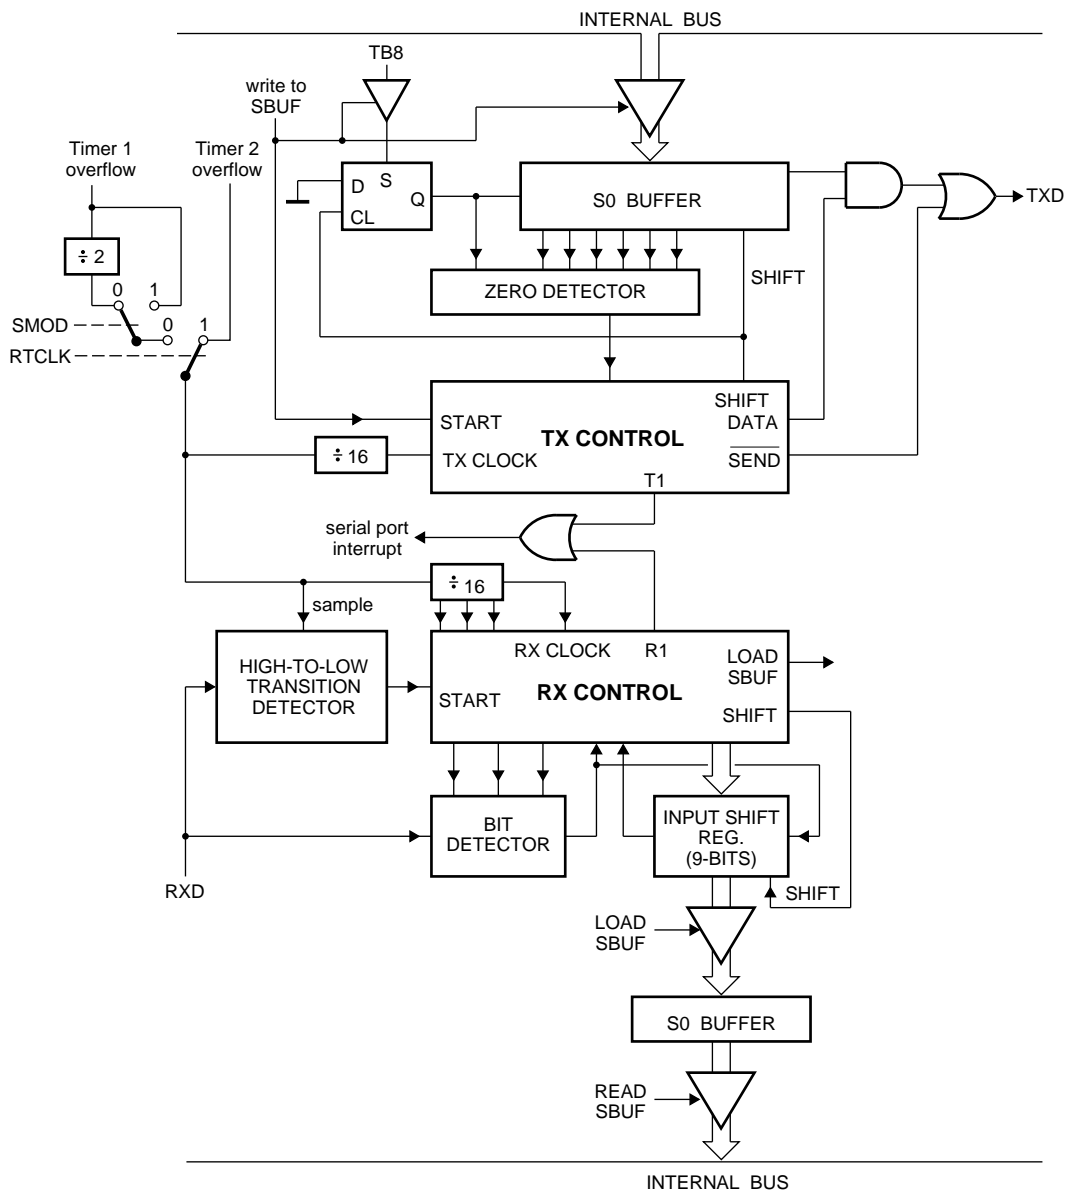 INTERNAL BUS
TB8
write to
SBUF
Timer 1
overflow
Timer 2
overflow
D
S
Q
CL
S0 BUFFER
TXD
÷ 2
ZERO DETECTOR
SHIFT
0
1
SMOD
0
1
RTCLK
START
TX CONTROL
SHIFT
DATA
÷ 16
TX CLOCK
SEND
T1
serial port
interrupt
÷ 16
sample
HIGH-TO-LOW
TRANSITION
DETECTOR
RX CLOCK
R1
LOAD
SBUF
START
RX CONTROL
SHIFT
BIT
DETECTOR
INPUT SHIFT
REG.
(9-BITS)
RXD
SHIFT
LOAD
SBUF
S0 BUFFER
READ
SBUF
INTERNAL BUS